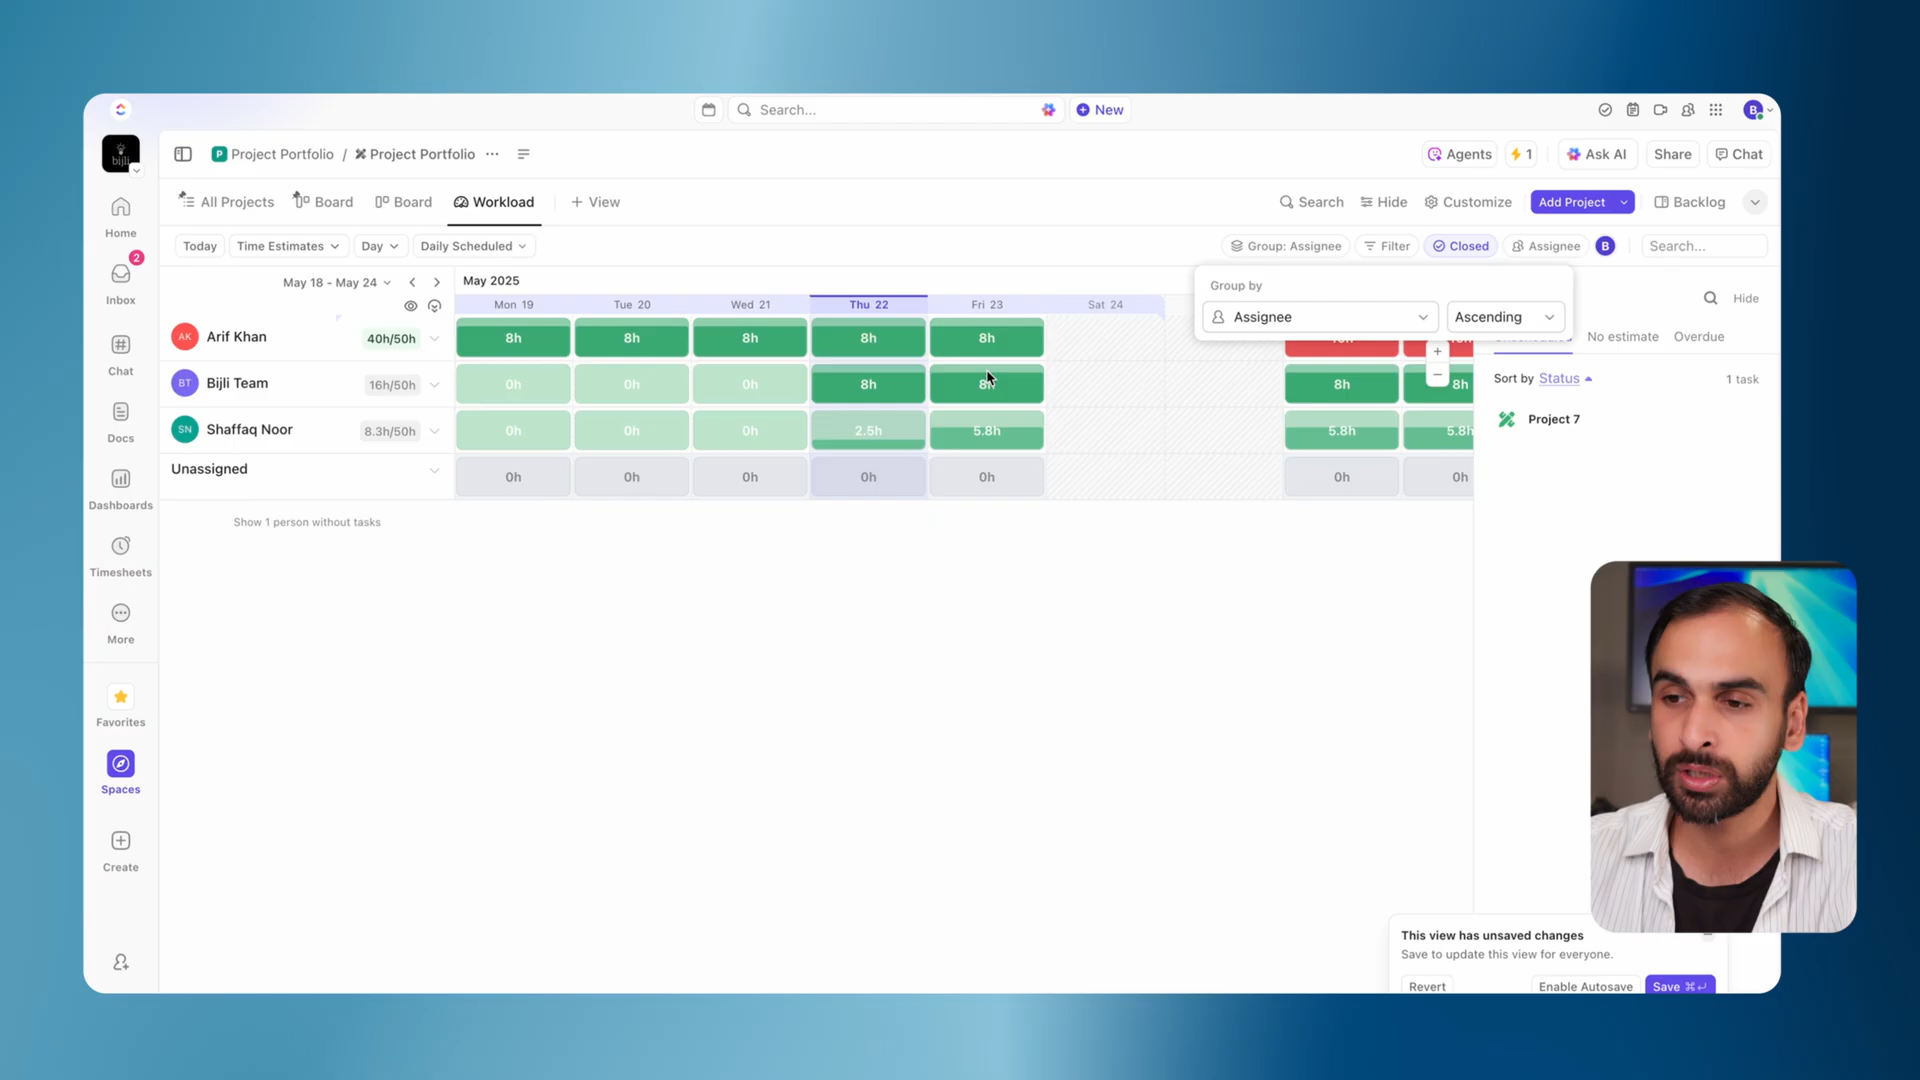 Search...
New
bijli
Project Portfolio / Project Portfolio ...
Agents
1
Ask AI
Share
Chat
All Projects
Board
Board
Workload
+ View
Search
Hide
Customize
Add Project
Backlog
Today
Time Estimates
Day
Daily Scheduled
Group: Assignee
Filter
Closed
Assignee
B
Search...
May 18 - May 24
May 2025
Mon 19
Tue 20
Wed 21
Thu 22
Fri 23
Sat 24
Group by
Assignee
Ascending
Hide
No estimate
Overdue
Sort by Status
1 task
Project 7
AK Arif Khan 40h/50h
8h 8h 8h 8h 8h
BT Bijli Team 16h/50h
0h 0h 0h 8h 8h 8h 8h
SN Shaffaq Noor 8.3h/50h
0h 0h 0h 2.5h 5.8h 5.8h 5.8h
Unassigned
0h 0h 0h 0h 0h 0h 0h
Show 1 person without tasks
Home
2
Inbox
Chat
Docs
Dashboards
Timesheets
More
Favorites
Spaces
Create
B
This view has unsaved changes
Save to update this view for everyone.
Revert
Enable Autosave
Save ⌘↵